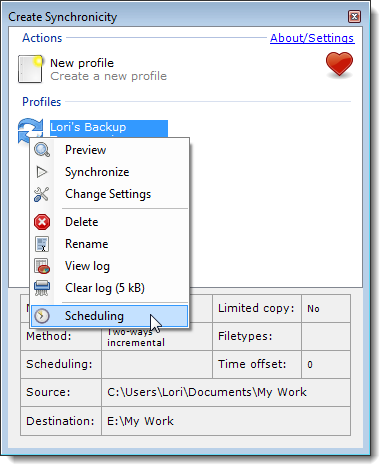 Create Synchronicity
Actions About/Settings
New profile
Create a new profile
Profiles
Lori's Backup
Preview
Synchronize
Change Settings
Delete
Rename
View log
Clear log (5 kB)
Scheduling
Limited copy: No
Method: Two-ways incremental
Filetypes:
Scheduling: Time offset: 0
Source: C:\Users\Lori\Documents\My Work
Destination: E:\My Work